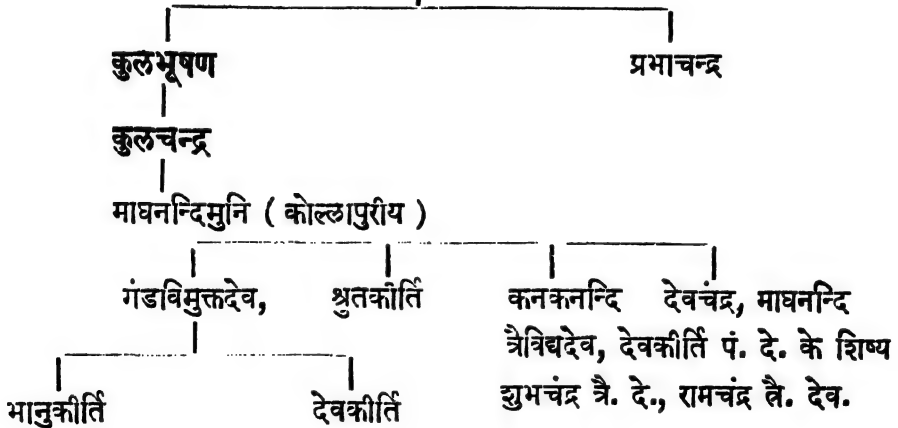 कुलभूषण प्रभाचन्द्र
कुलचन्द्र
माघनन्दिमुनि ( कोल्लापुरीय )
गंडविमुक्तदेव, श्रुतकीर्ति कनकनन्दि देवचंद्र, माघनन्दि
त्रैविद्यदेव, देवकीर्ति पं. दे. के शिष्य
शुभचंद्र त्रै. दे., रामचंद्र त्रै. देव.
भानुकीर्ति देवकीर्ति